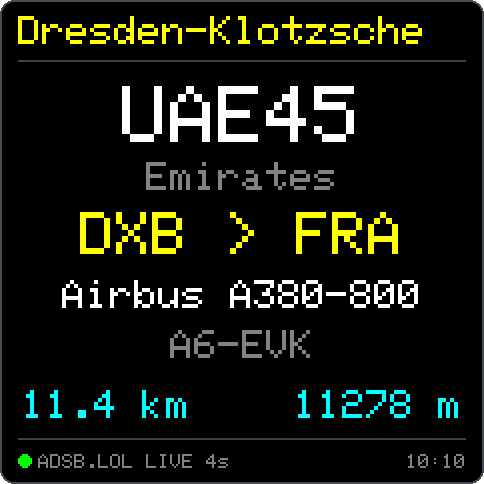 Dresden-Klotzsche
UAE45
Emirates
DXB > FRA
Airbus A380-800
A6-EVK
11.4 km 11278 m
ADSB.LOL LIVE 4s 10:10